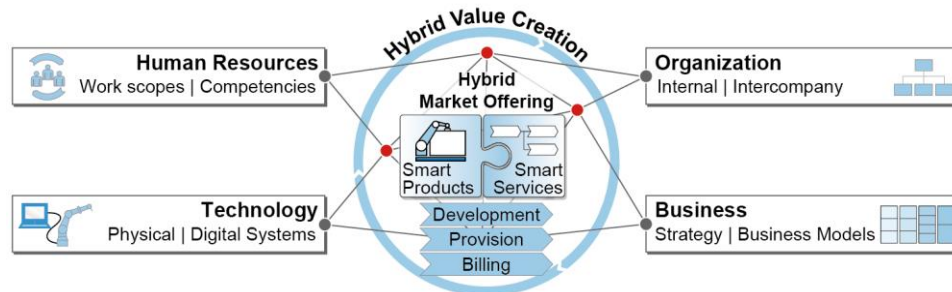 Hybrid Value Creation
Human Resources
Work scopes | Competencies
Organization
Internal | Intercompany
Hybrid
Market Offering
Smart
Products
Smart
Services
Technology
Physical | Digital Systems
Development
Provision
Billing
Business
Strategy | Business Models